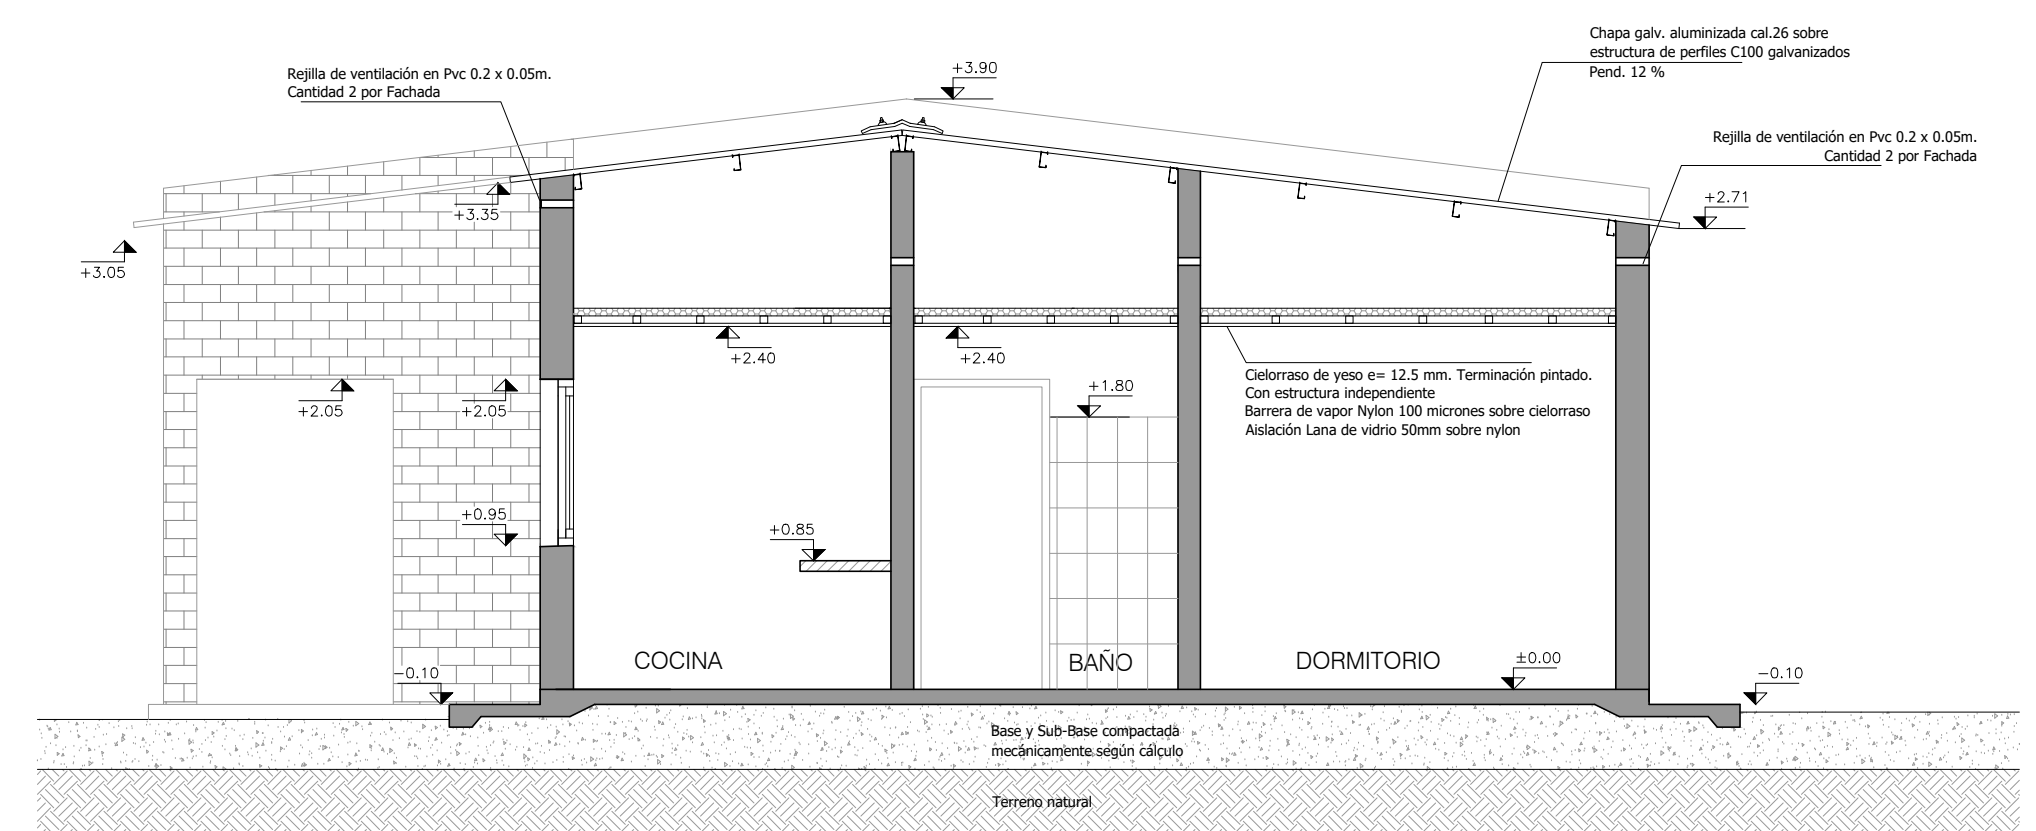 Chapa galv. aluminizada cal.26 sobre
estructura de perfiles C100 galvanizados
Pend. 12 %
+3.90
Rejilla de ventilación en Pvc 0.2 x 0.05m.
Cantidad 2 por Fachada
Rejilla de ventilación en Pvc 0.2 x 0.05m.
Cantidad 2 por Fachada
+2.71
+3.35
+3.05
+2.40
+2.40
Cielorraso de yeso e= 12.5 mm. Terminación pintado.
Con estructura independiente
Barrera de vapor Nylon 100 micrones sobre cielorraso
Aislación Lana de vidrio 50mm sobre nylon
+1.80
+2.05
+2.05
+0.95
+0.85
COCINA
BAÑO
DORMITORIO
±0.00
-0.10
-0.10
Base y Sub-Base compactada
mecánicamente según cálculo
Terreno natural